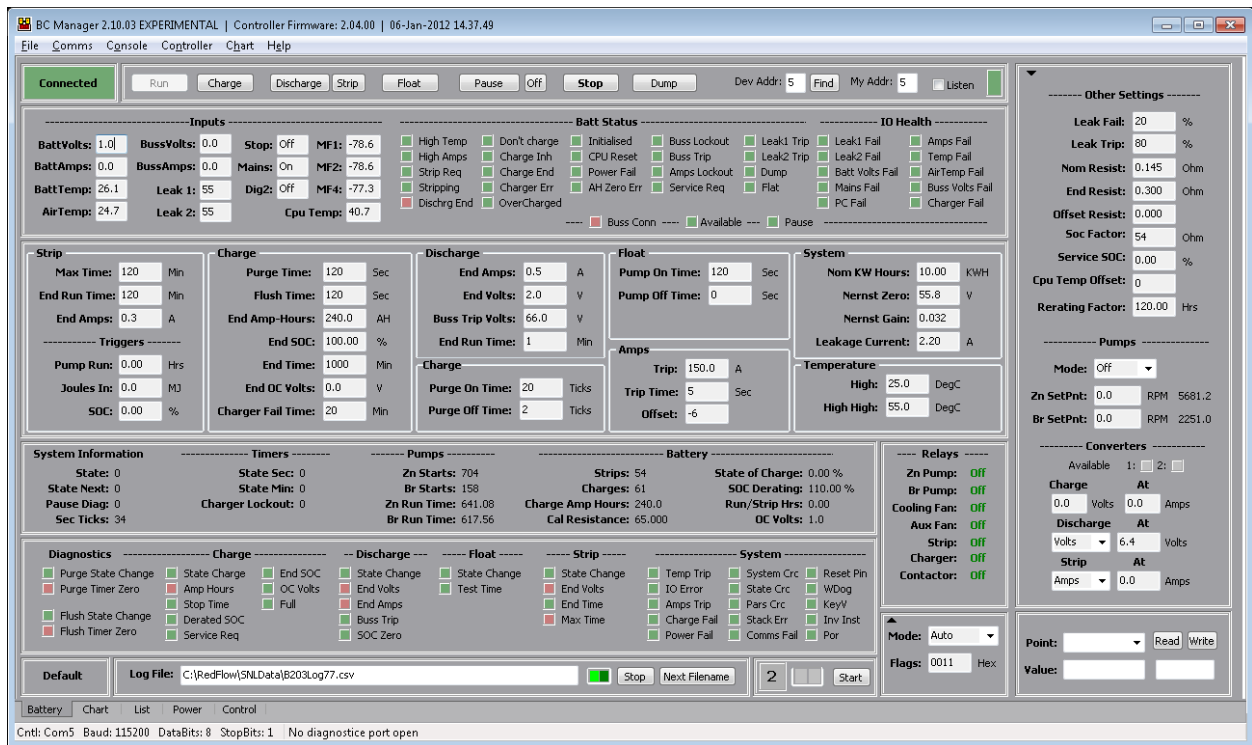 BC Manager 2.10.03 EXPERIMENTAL | Controller Firmware: 2.04.00 | 06-Jan-2012 14.37.49
File Comms Console Controller Chart Help
Connected Run Charge Discharge Strip Float Pause Off Stop Dump Dev Addr: 5 Find My Addr: 5 Listen
Inputs
BattVolts: 1.0 BussVolts: 0.0 Stop: Off MF1: -78.6
BattAmps: 0.0 BussAmps: 0.0 Mains: On MF2: -78.6
BattTemp: 26.1 Leak 1: 55 Dig2: Off MF4: -77.3
AirTemp: 24.7 Leak 2: 55 Cpu Temp: 40.7
Batt Status
High Temp Don't charge Initialised Buss Lockout Leak1 Trip
High Amps Charge Inh CPU Reset Buss Trip Leak2 Trip
Strip Req Charge End Power Fail Amps Lockout Dump
Stripping Charger Err AH Zero Err Service Req Flat
Dischrg End OverCharged
Buss Conn ---- Available --- Pause
IO Health
Leak1 Fail Amps Fail
Leak2 Fail Temp Fail
Batt Volts Fail AirTemp Fail
Mains Fail Buss Volts Fail
PC Fail Charger Fail
Strip
Max Time: 120 Min
End Run Time: 120 Min
End Amps: 0.3 A
Triggers
Pump Run: 0.00 Hrs
Joules In: 0.0 MJ
SOC: 0.00 %
Charge
Purge Time: 120 Sec
Flush Time: 120 Sec
End Amp-Hours: 240.0 AH
End SOC: 100.00 %
End Time: 1000 Min
End OC Volts: 0.0 V
Charger Fail Time: 20 Min
Discharge
End Amps: 0.5 A
End Volts: 2.0 V
Buss Trip Volts: 66.0 V
End Run Time: 1 Min
Charge
Purge On Time: 20 Ticks
Purge Off Time: 2 Ticks
Float
Pump On Time: 120 Sec
Pump Off Time: 0 Sec
Amps
Trip: 150.0 A
Trip Time: 5 Sec
Offset: -6
System
Nom KW Hours: 10.00 KWH
Nernst Zero: 55.8 V
Nernst Gain: 0.032
Leakage Current: 2.20 A
Temperature
High: 25.0 DegC
High High: 55.0 DegC
System Information
State: 0
State Next: 0
Pause Diag: 0
Sec Ticks: 34
Timers
State Sec: 0
State Min: 0
Charger Lockout: 0
Pumps
Zn Starts: 704
Br Starts: 158
Zn Run Time: 641.08
Br Run Time: 617.56
Battery
Strips: 54 State of Charge: 0.00 %
Charges: 61 SOC Derating: 110.00 %
Charge Amp Hours: 240.0 Run/Strip Hrs: 0.00
Cal Resistance: 65.000 OC Volts: 1.0
Relays
Zn Pump: Off
Br Pump: Off
Cooling Fan: Off
Aux Fan: Off
Strip: Off
Charger: Off
Contactor: Off
Diagnostics
Purge State Change
Purge Timer Zero
Flush State Change
Flush Timer Zero
Charge
State Charge End SOC
Amp Hours OC Volts
Stop Time Full
Derated SOC
Service Req
Discharge
State Change
End Volts
End Amps
Buss Trip
SOC Zero
Float
State Change
Test Time
Strip
State Change
End Volts
End Time
Max Time
System
Temp Trip System Crc Reset Pin
IO Error State Crc WDog
Amps Trip Pars Crc KeyV
Charge Fail Stack Err Inv Inst
Power Fail Comms Fail Por
Mode: Auto
Flags: 0011 Hex
Default Log File: C:\RedFlow\SNLData\B203Log77.csv Stop Next Filename 2 Start
Other Settings
Leak Fail: 20 %
Leak Trip: 80 %
Nom Resist: 0.145 Ohm
End Resist: 0.300 Ohm
Offset Resist: 0.000
Soc Factor: 54 Ohm
Service SOC: 0.00 %
Cpu Temp Offset: 0
Rerating Factor: 120.00 Hrs
Pumps
Mode: Off
Zn SetPnt: 0.0 RPM 5681.2
Br SetPnt: 0.0 RPM 2251.0
Converters
Available 1: 2:
Charge At
0.0 Volts 0.0 Amps
Discharge At
Volts 6.4 Volts
Strip At
Amps 0.0 Amps
Point: Read Write
Value:
Battery Chart List Power Control
Cntl: Com5 Baud: 115200 DataBits: 8 StopBits: 1 No diagnostice port open